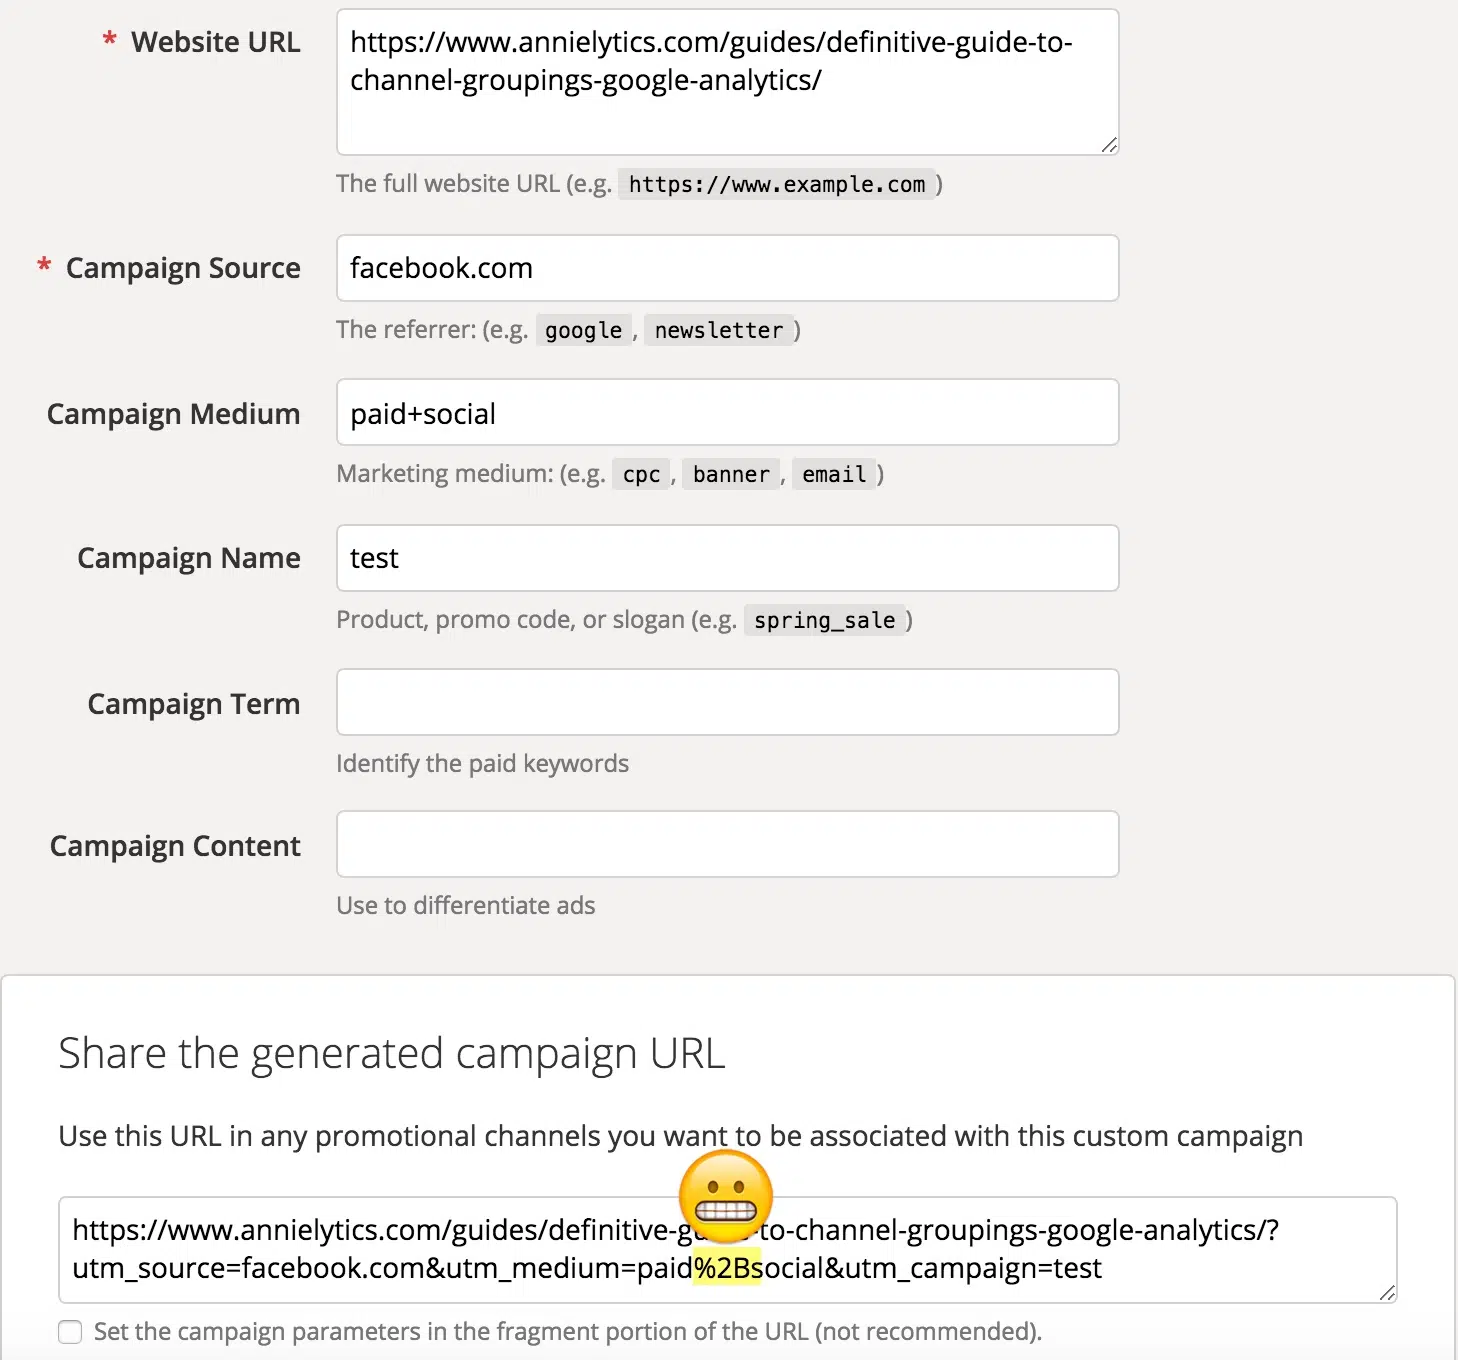 * Website URL
https://www.annielytics.com/guides/definitive-guide-to-
channel-groupings-google-analytics/
The full website URL (e.g. https://www.example.com )
* Campaign Source
facebook.com
The referrer: (e.g. google , newsletter )
Campaign Medium
paid+social
Marketing medium: (e.g. cpc , banner , email )
Campaign Name
test
Product, promo code, or slogan (e.g. spring_sale )
Campaign Term
Identify the paid keywords
Campaign Content
Use to differentiate ads
Share the generated campaign URL
Use this URL in any promotional channels you want to be associated with this custom campaign
https://www.annielytics.com/guides/definitive-g to-channel-groupings-google-analytics/?
utm_source=facebook.com&utm_medium=paid%2Bsocial&utm_campaign=test
Set the campaign parameters in the fragment portion of the URL (not recommended).